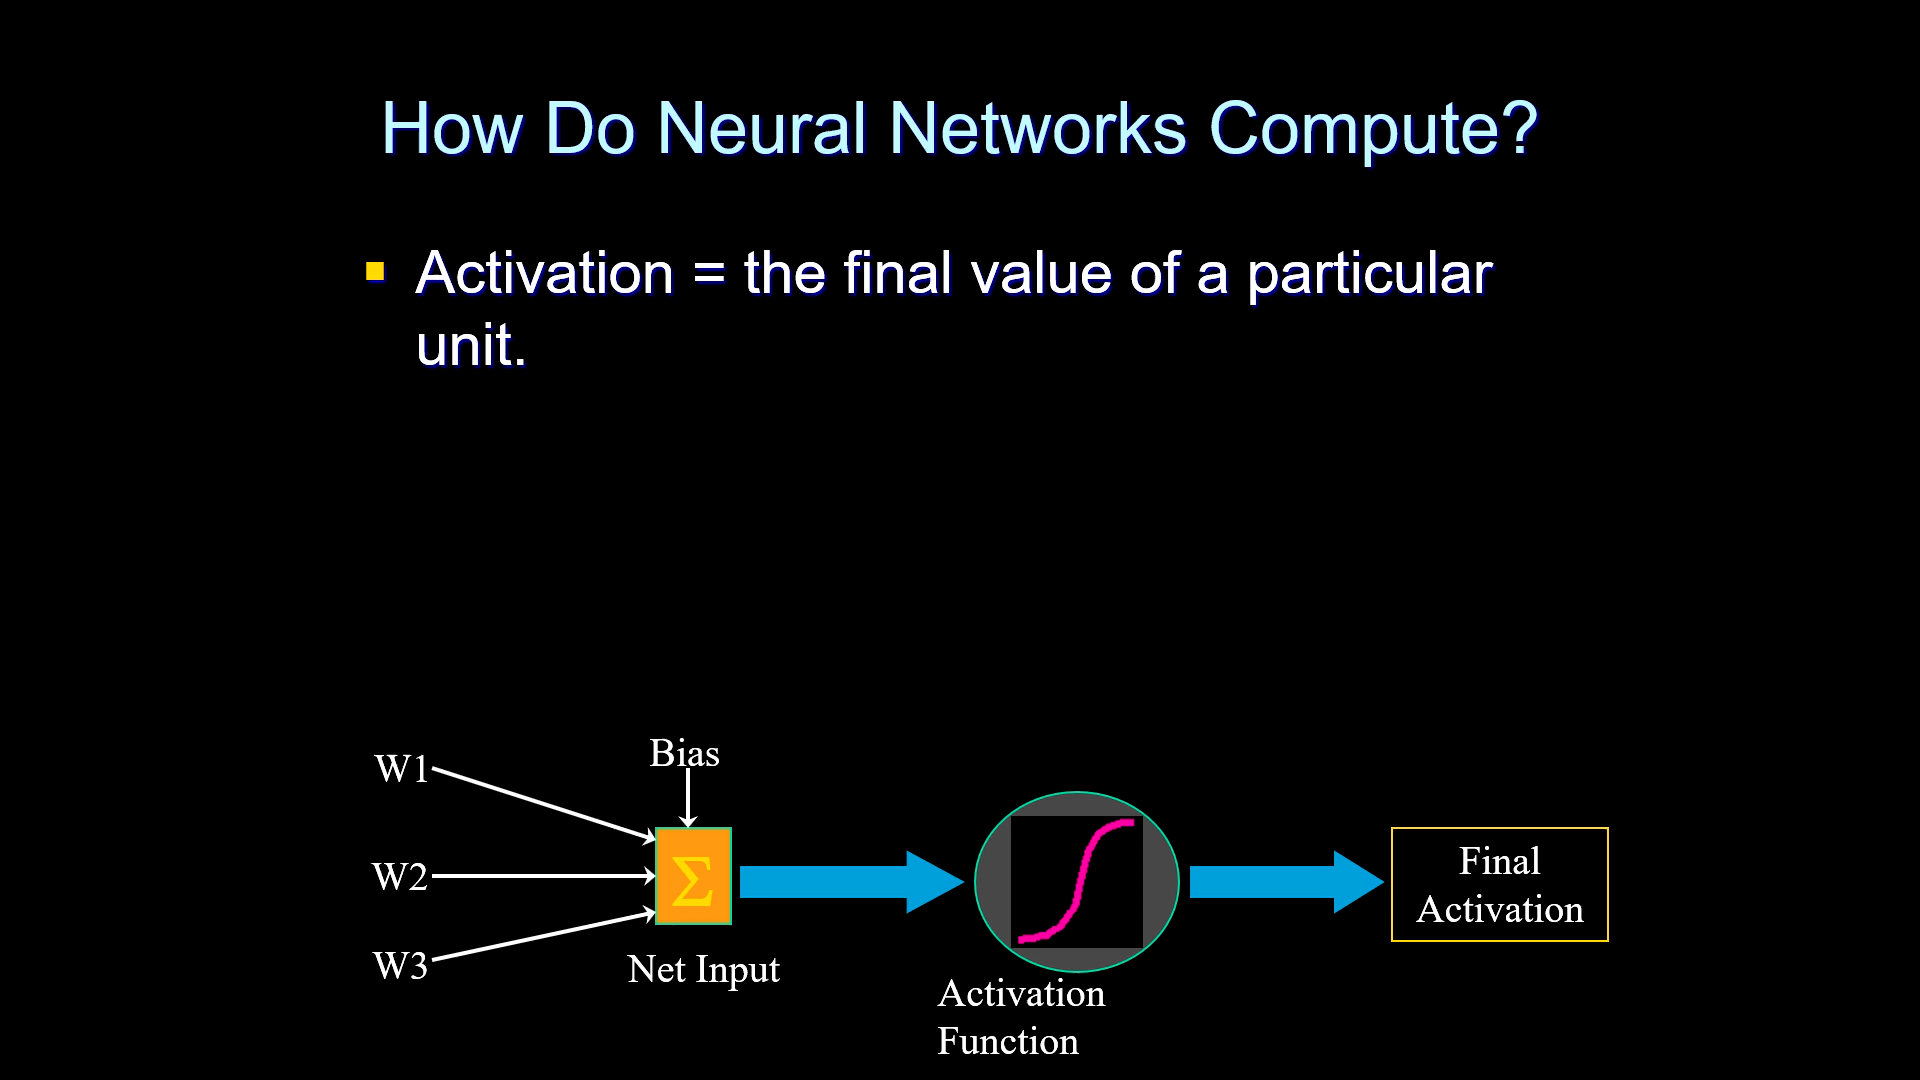 How Do Neural Networks Compute?
Activation = the final value of a particular
unit.
W1
Bias
W2
Σ
W3
Net Input
Activation
Function
Final
Activation